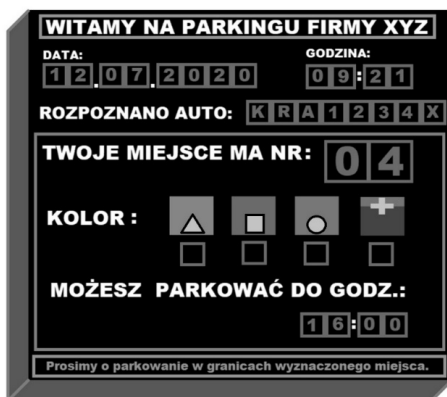 WITAMY NA PARKINGU FIRMY XYZ
DATA: GODZINA:
12.07.2020 09:21
ROZPOZNANO AUTO: KRA1234X
TWOJE MIEJSCE MA NR: 04
KOLOR :
MOŻESZ PARKOWAĆ DO GODZ.:
16:00
Prosimy o parkowanie w granicach wyznaczonego miejsca.